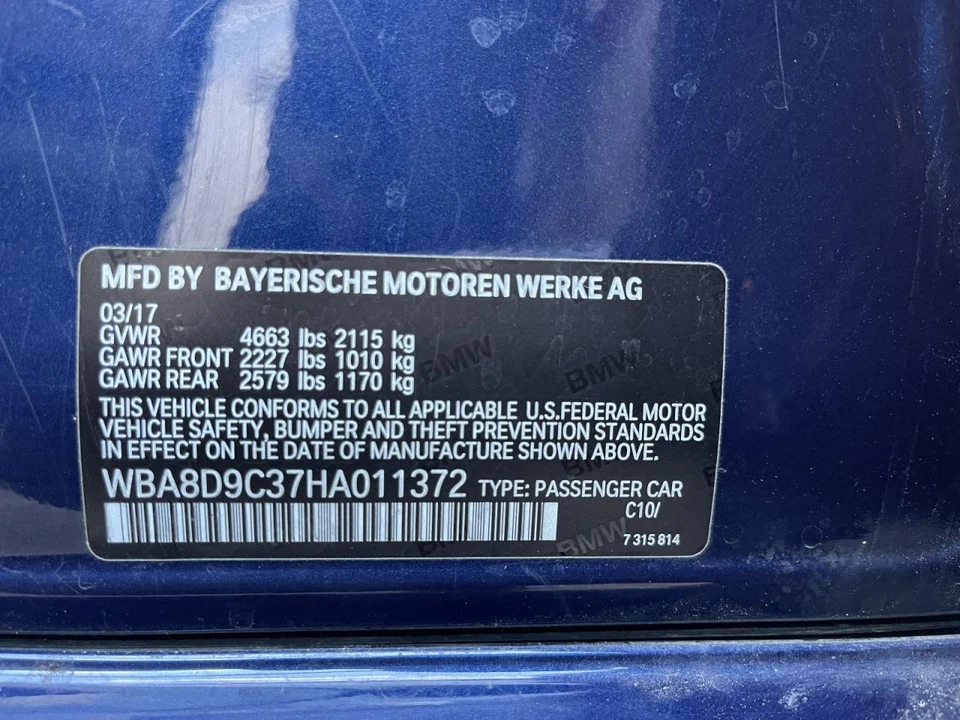 MFD BY BAYERISCHE MOTOREN WERKE AG
03/17
GVWR 4663 lbs 2115 kg
GAWR FRONT 2227 lbs 1010 kg
GAWR REAR 2579 lbs 1170 kg
THIS VEHICLE CONFORMS TO ALL APPLICABLE U.S.FEDERAL MOTOR
VEHICLE SAFETY, BUMPER AND THEFT PREVENTION STANDARDS
IN EFFECT ON THE DATE OF MANUFACTURE SHOWN ABOVE.
WBA8D9C37HA011372 TYPE: PASSENGER CAR
C10/
7 315 814
BMW
BMW
BMW